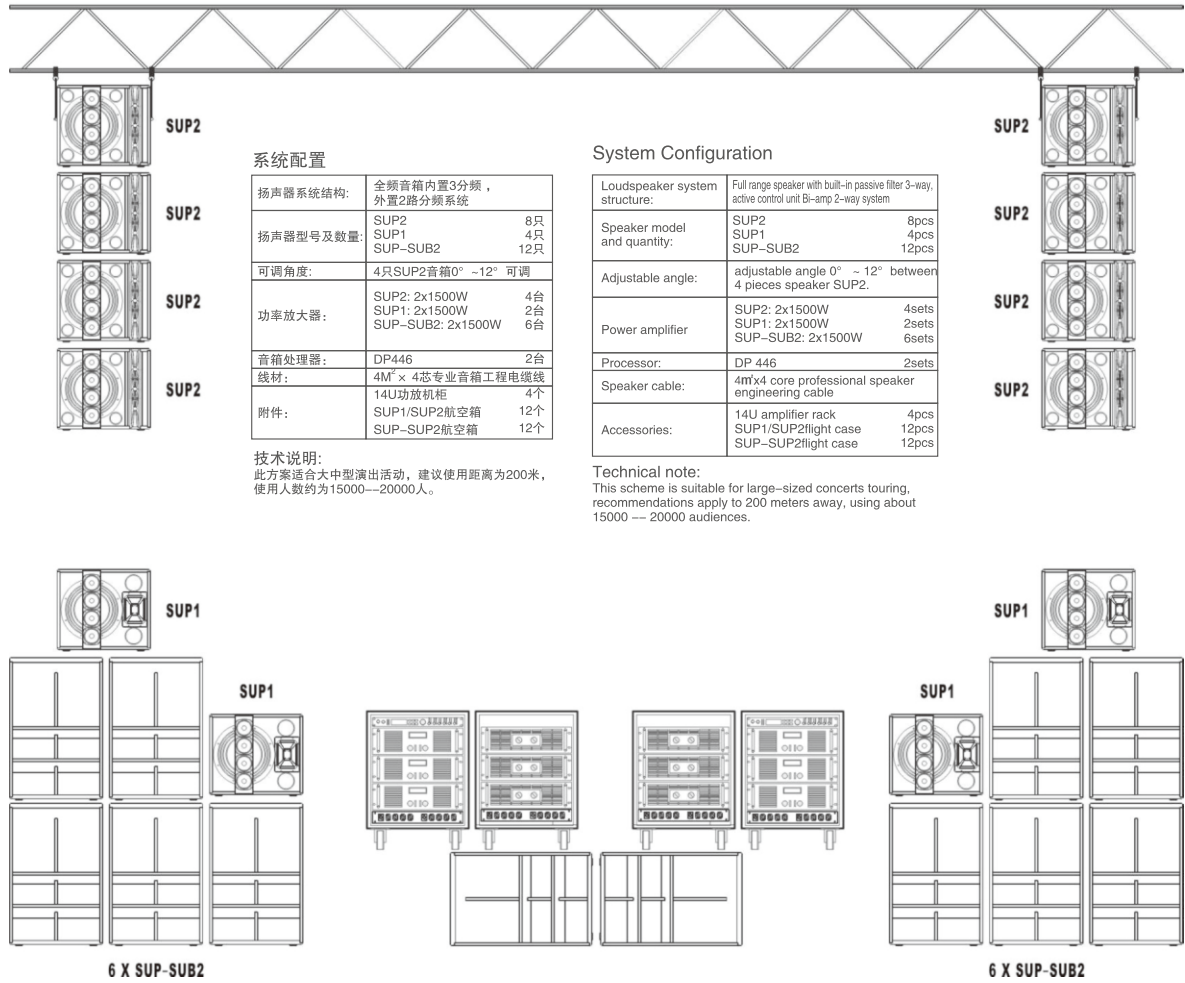 SUP2
SUP2
SUP2
SUP2
SUP2
SUP2
SUP2
SUP2
系统配置
扬声器系统结构: 全频音箱内置3分频，
外置2路分频系统
扬声器型号及数量: SUP2 8只
SUP1 4只
SUP-SUB2 12只
可调角度: 4只SUP2音箱0° ~12° 可调
功率放大器: SUP2: 2x1500W 4台
SUP1: 2x1500W 2台
SUP-SUB2: 2x1500W 6台
音箱处理器: DP446 2台
线材: 4M² × 4芯专业音箱工程电缆线
附件: 14U功放机柜 4个
SUP1/SUP2航空箱 12个
SUP-SUP2航空箱 12个
技术说明:
此方案适合大中型演出活动，建议使用距离为200米，
使用人数约为15000--20000人。
System Configuration
Loudspeaker system structure: Full range speaker with built-in passive filter 3-way,
active control unit Bi-amp 2-way system
Speaker model and quantity: SUP2 8pcs
SUP1 4pcs
SUP-SUB2 12pcs
Adjustable angle: adjustable angle 0° ~ 12° between
4 pieces speaker SUP2.
Power amplifier SUP2: 2x1500W 4sets
SUP1: 2x1500W 2sets
SUP-SUB2: 2x1500W 6sets
Processor: DP 446 2sets
Speaker cable: 4m²x4 core professional speaker
engineering cable
Accessories: 14U amplifier rack 4pcs
SUP1/SUP2flight case 12pcs
SUP-SUP2flight case 12pcs
Technical note:
This scheme is suitable for large-sized concerts touring,
recommendations apply to 200 meters away, using about
15000 -- 20000 audiences.
SUP1
SUP1
SUP1
SUP1
6 X SUP-SUB2
6 X SUP-SUB2